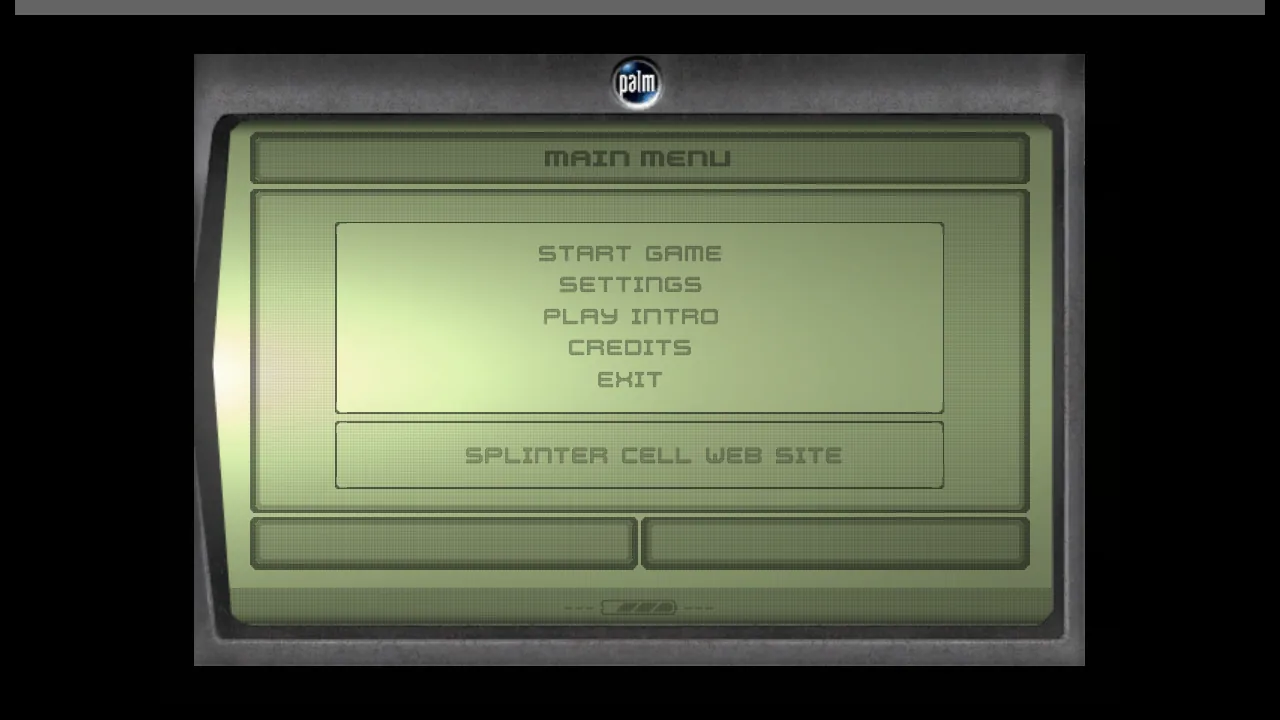 palm
MAIN MENU
START GAME
SETTINGS
PLAY INTRO
CREDITS
EXIT
SPLINTER CELL WEB SITE